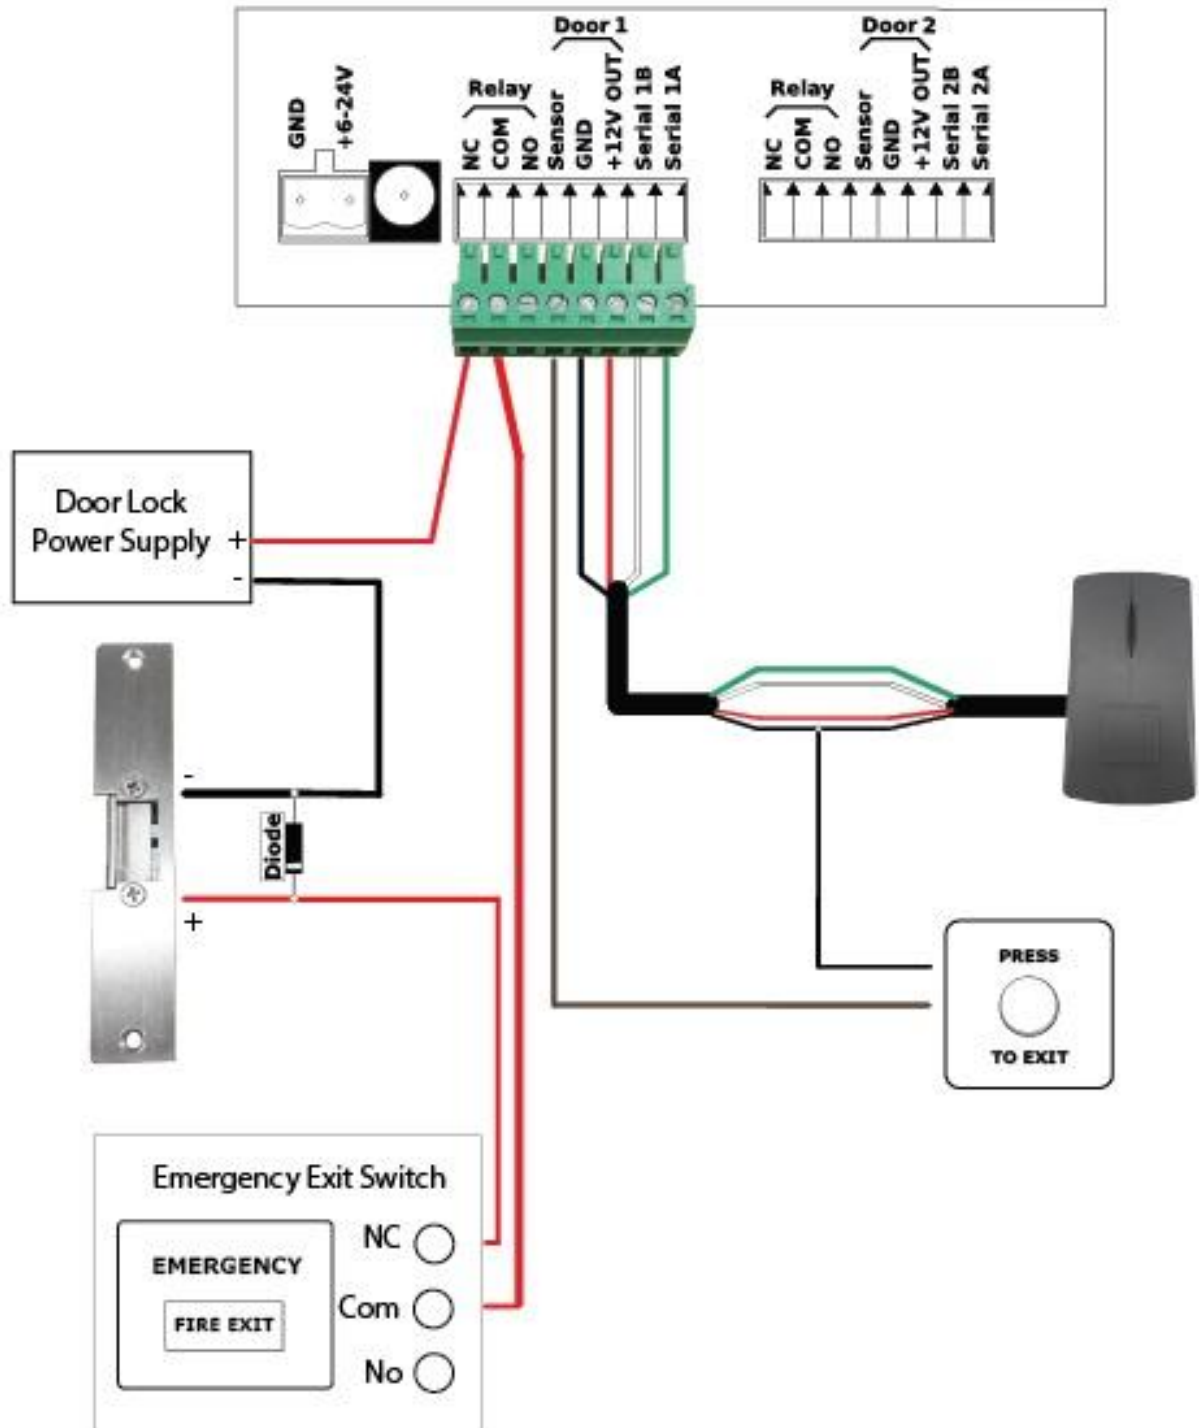 Door 1
Door 2
GND
+6-24V
Relay
NC
COM
NO
Sensor
GND
+12V OUT
Serial 1B
Serial 1A
Relay
NC
COM
NO
Sensor
GND
+12V OUT
Serial 2B
Serial 2A
Door Lock
Power Supply +
-
-
Diode
+
PRESS
TO EXIT
Emergency Exit Switch
NC
EMERGENCY
Com
FIRE EXIT
No